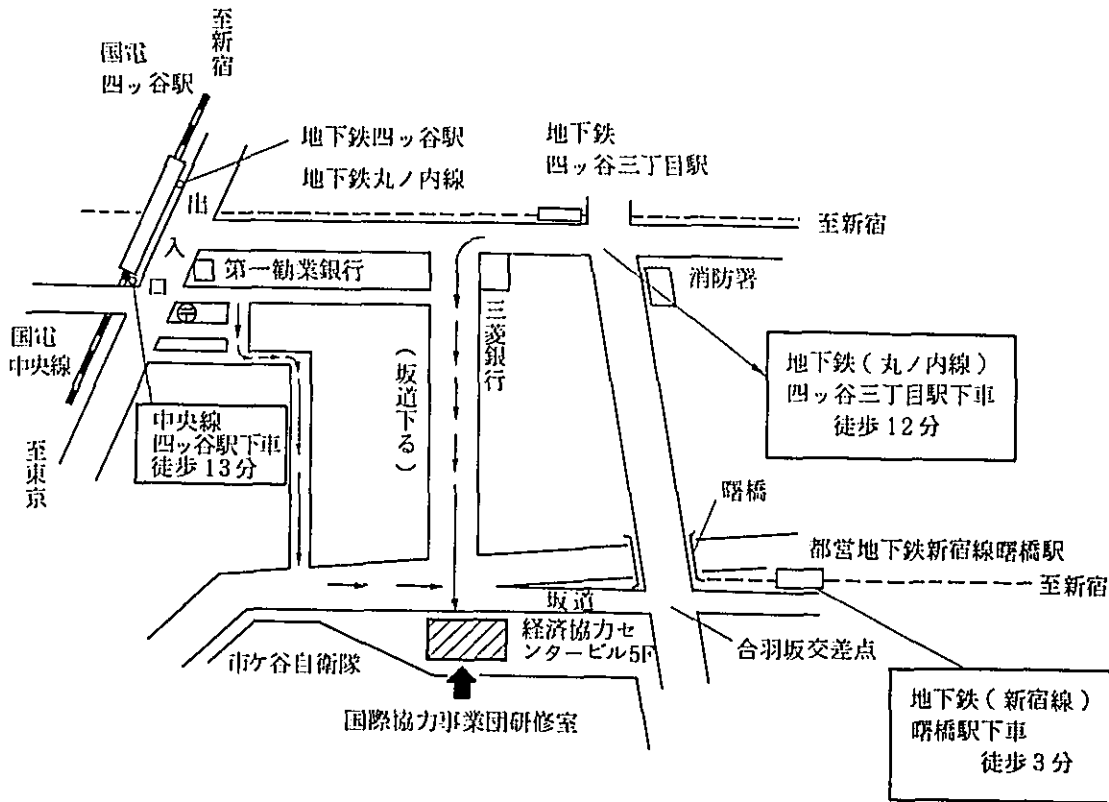 至新宿
国電
四ッ谷駅
地下鉄四ッ谷駅
地下鉄丸ノ内線
地下鉄
四ッ谷三丁目駅
至新宿
出
入
口
第一勧業銀行
三菱銀行
消防署
〒
国電
中央線
至東京
中央線
四ッ谷駅下車
徒歩13分
(坂道下る)
地下鉄(丸ノ内線)
四ッ谷三丁目駅下車
徒歩12分
曙橋
都営地下鉄新宿線曙橋駅
至新宿
坂道
合羽坂交差点
市ケ谷自衛隊
経済協力セ
ンタービル5F
国際協力事業団研修室
地下鉄(新宿線)
曙橋駅下車
徒歩3分